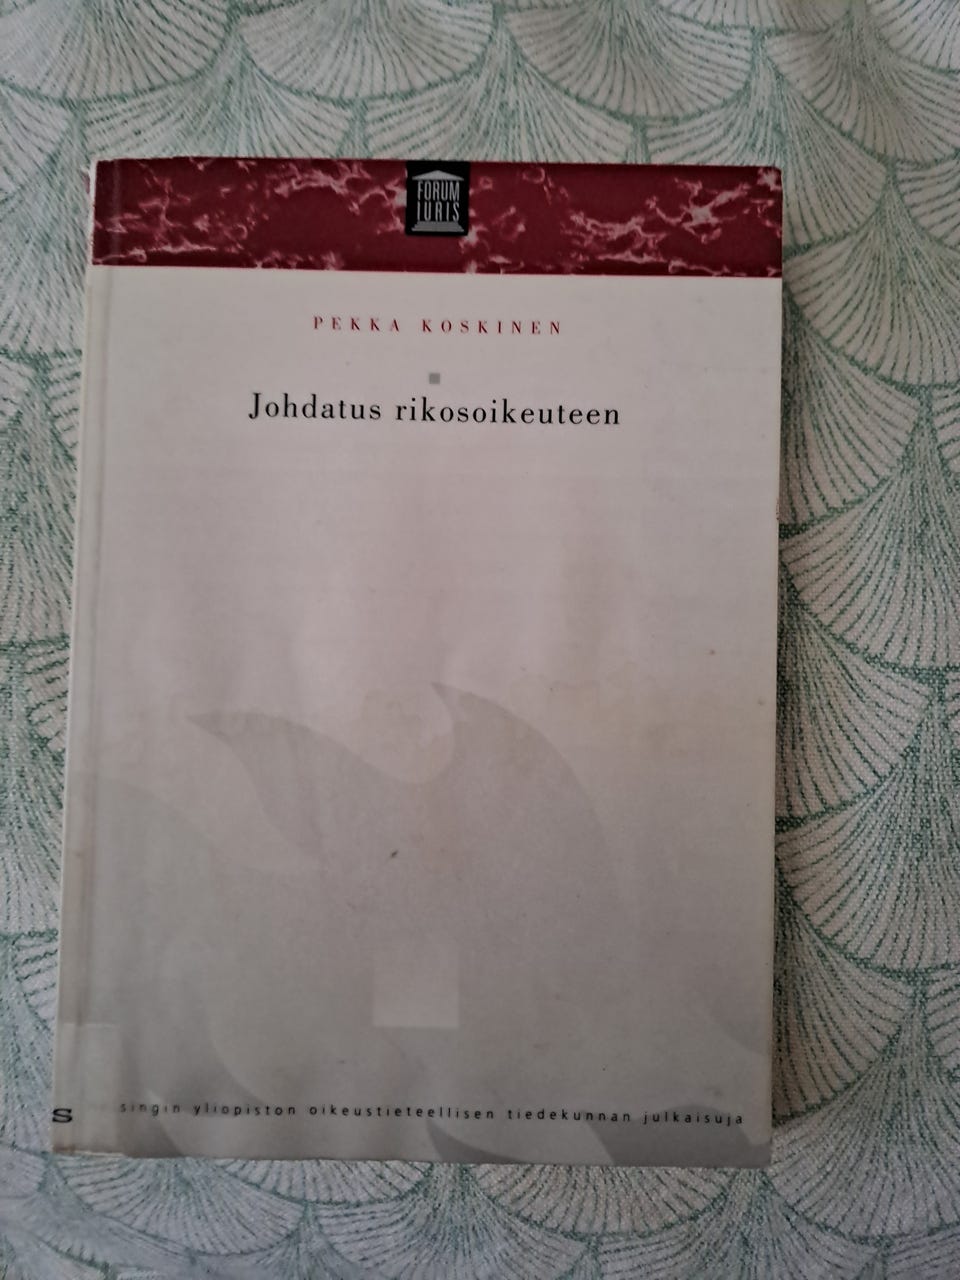 FORUM
IURIS
PEKKA KOSKINEN
Johdatus rikosoikeuteen
singin yliopiston oikeustieteellisen tiedekunnan julkaisuja
S